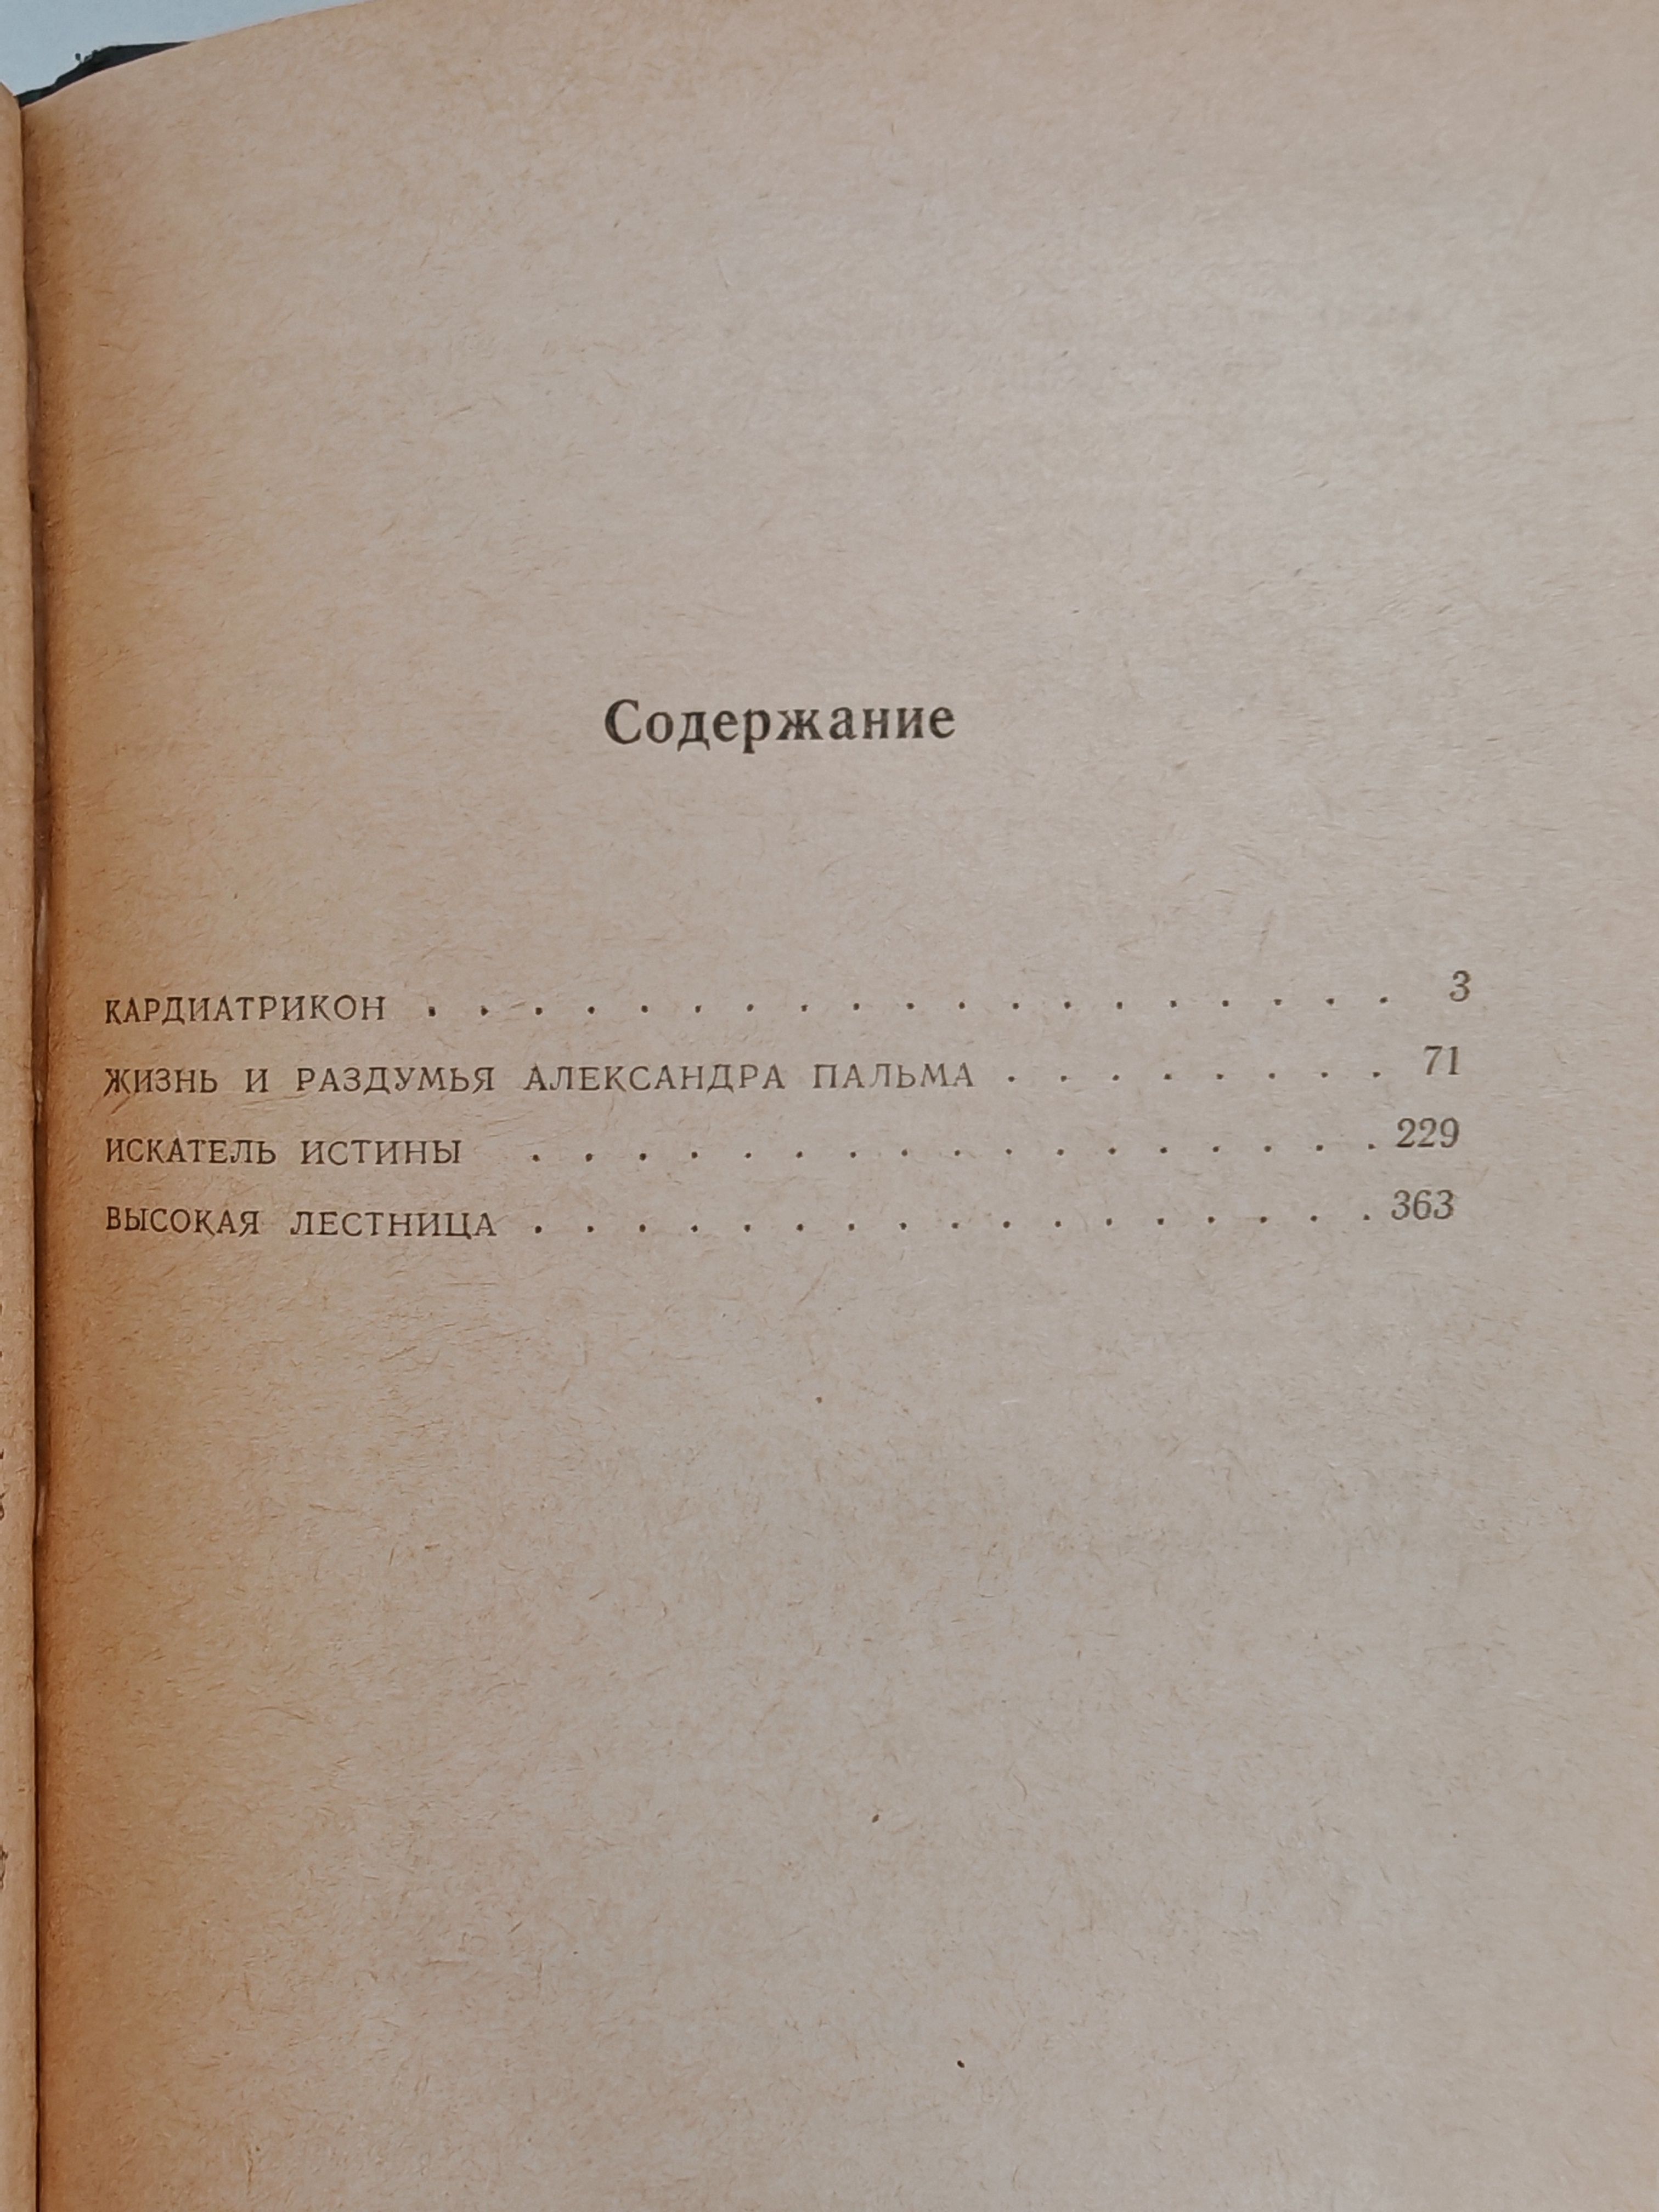 Содержание
КАРДИАТРИКОН . . . . . . . . . . . . . . . . . . . 3
ЖИЗНЬ И РАЗДУМЬЯ АЛЕКСАНДРА ПАЛЬМА . . . . . . . . 71
ИСКАТЕЛЬ ИСТИНЫ . . . . . . . . . . . . . . . . . 229
ВЫСОКАЯ ЛЕСТНИЦА . . . . . . . . . . . . . . . . . 363